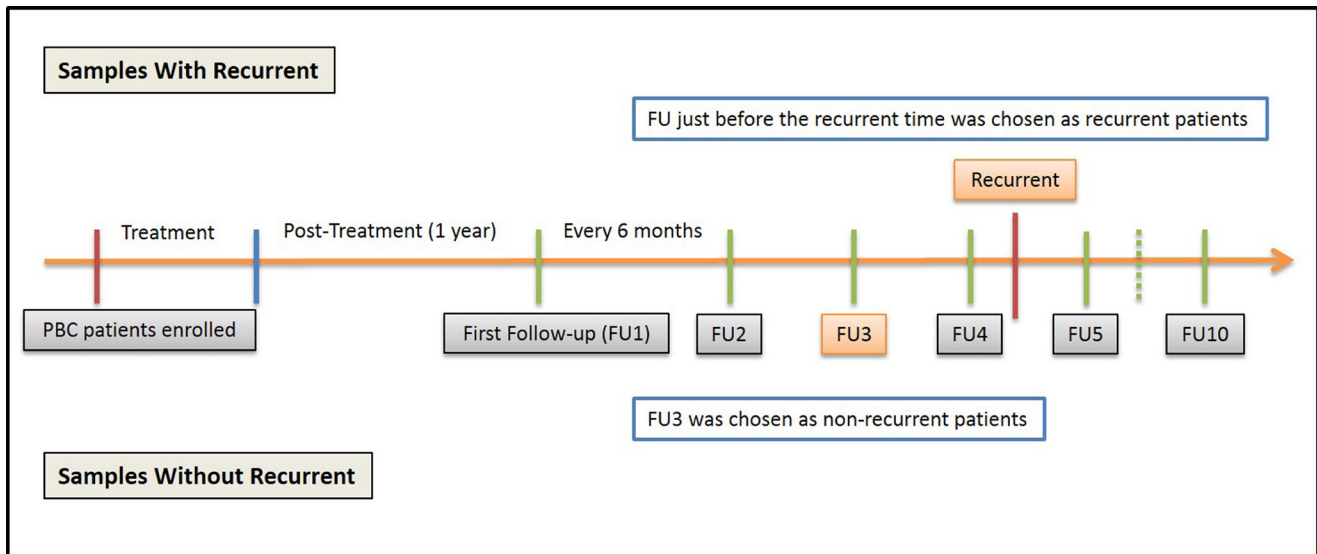 Samples With Recurrent
FU just before the recurrent time was chosen as recurrent patients
Recurrent
Treatment
Post-Treatment (1 year)
Every 6 months
PBC patients enrolled
First Follow-up (FU1)
FU2
FU3
FU4
FU5
FU10
FU3 was chosen as non-recurrent patients
Samples Without Recurrent